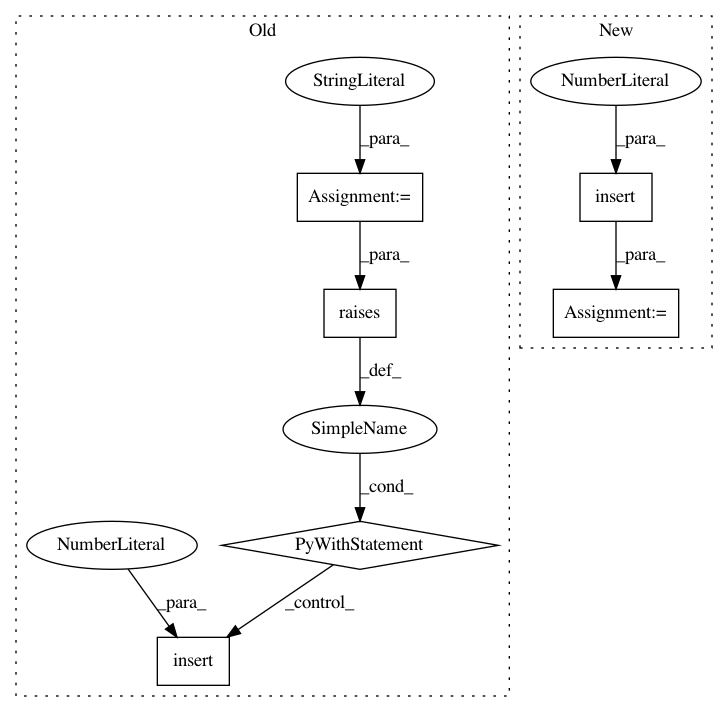 Old
New
StringLiteral
NumberLiteral
_para_
_para_
Assignment:=
insert
_para_
_para_
raises
Assignment:=
_def_
SimpleName
_cond_
NumberLiteral
PyWithStatement
_para_
_control_
insert